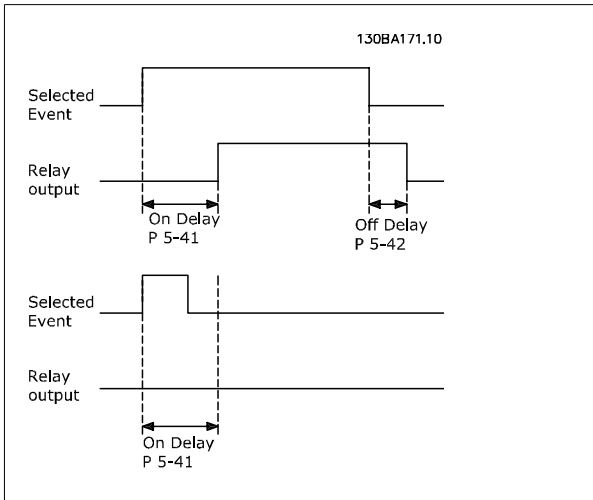 130BA171.10
Selected
Event
Relay
output
On Delay
P 5-41
Off Delay
P 5-42
Selected
Event
Relay
output
On Delay
P 5-41